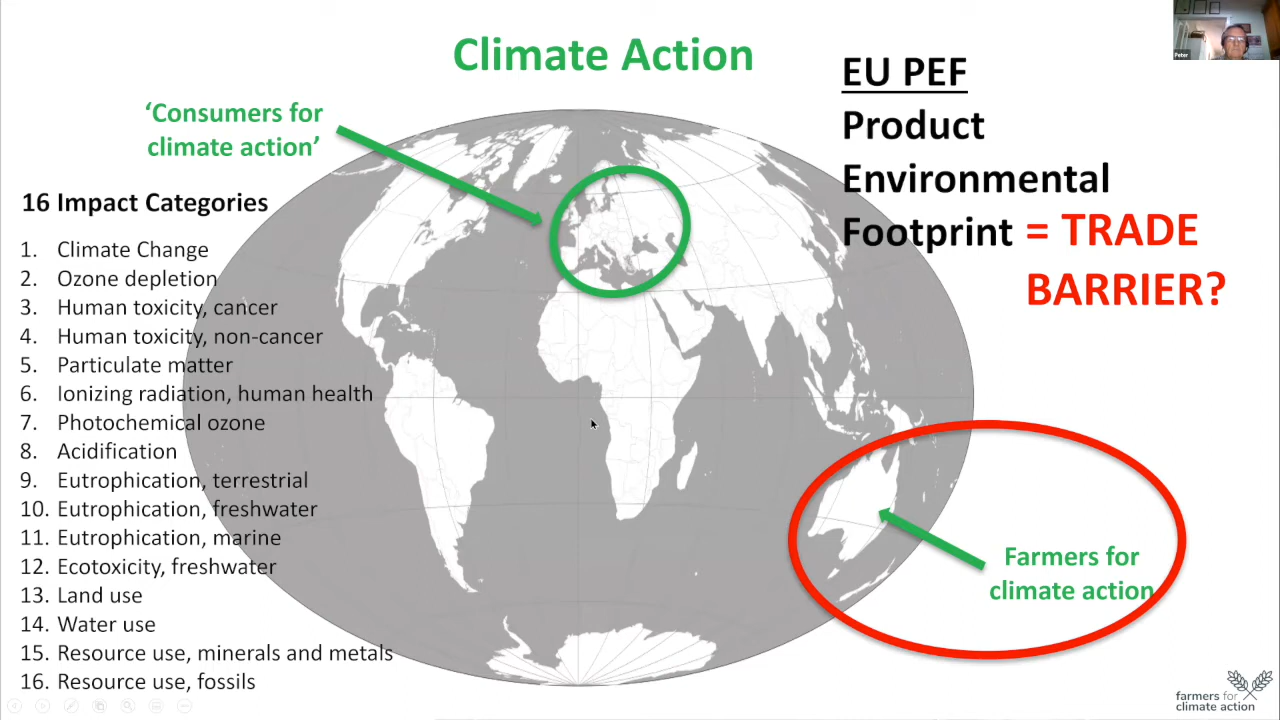 Climate Action
‘Consumers for
climate action’
16 Impact Categories
1. Climate Change
2. Ozone depletion
3. Human toxicity, cancer
4. Human toxicity, non-cancer
5. Particulate matter
6. Ionizing radiation, human health
7. Photochemical ozone
8. Acidification
9. Eutrophication, terrestrial
10. Eutrophication, freshwater
11. Eutrophication, marine
12. Ecotoxicity, freshwater
13. Land use
14. Water use
15. Resource use, minerals and metals
16. Resource use, fossils
EU PEF
Product
Environmental
Footprint = TRADE
BARRIER?
Farmers for
climate action
Peter
farmers for
climate action